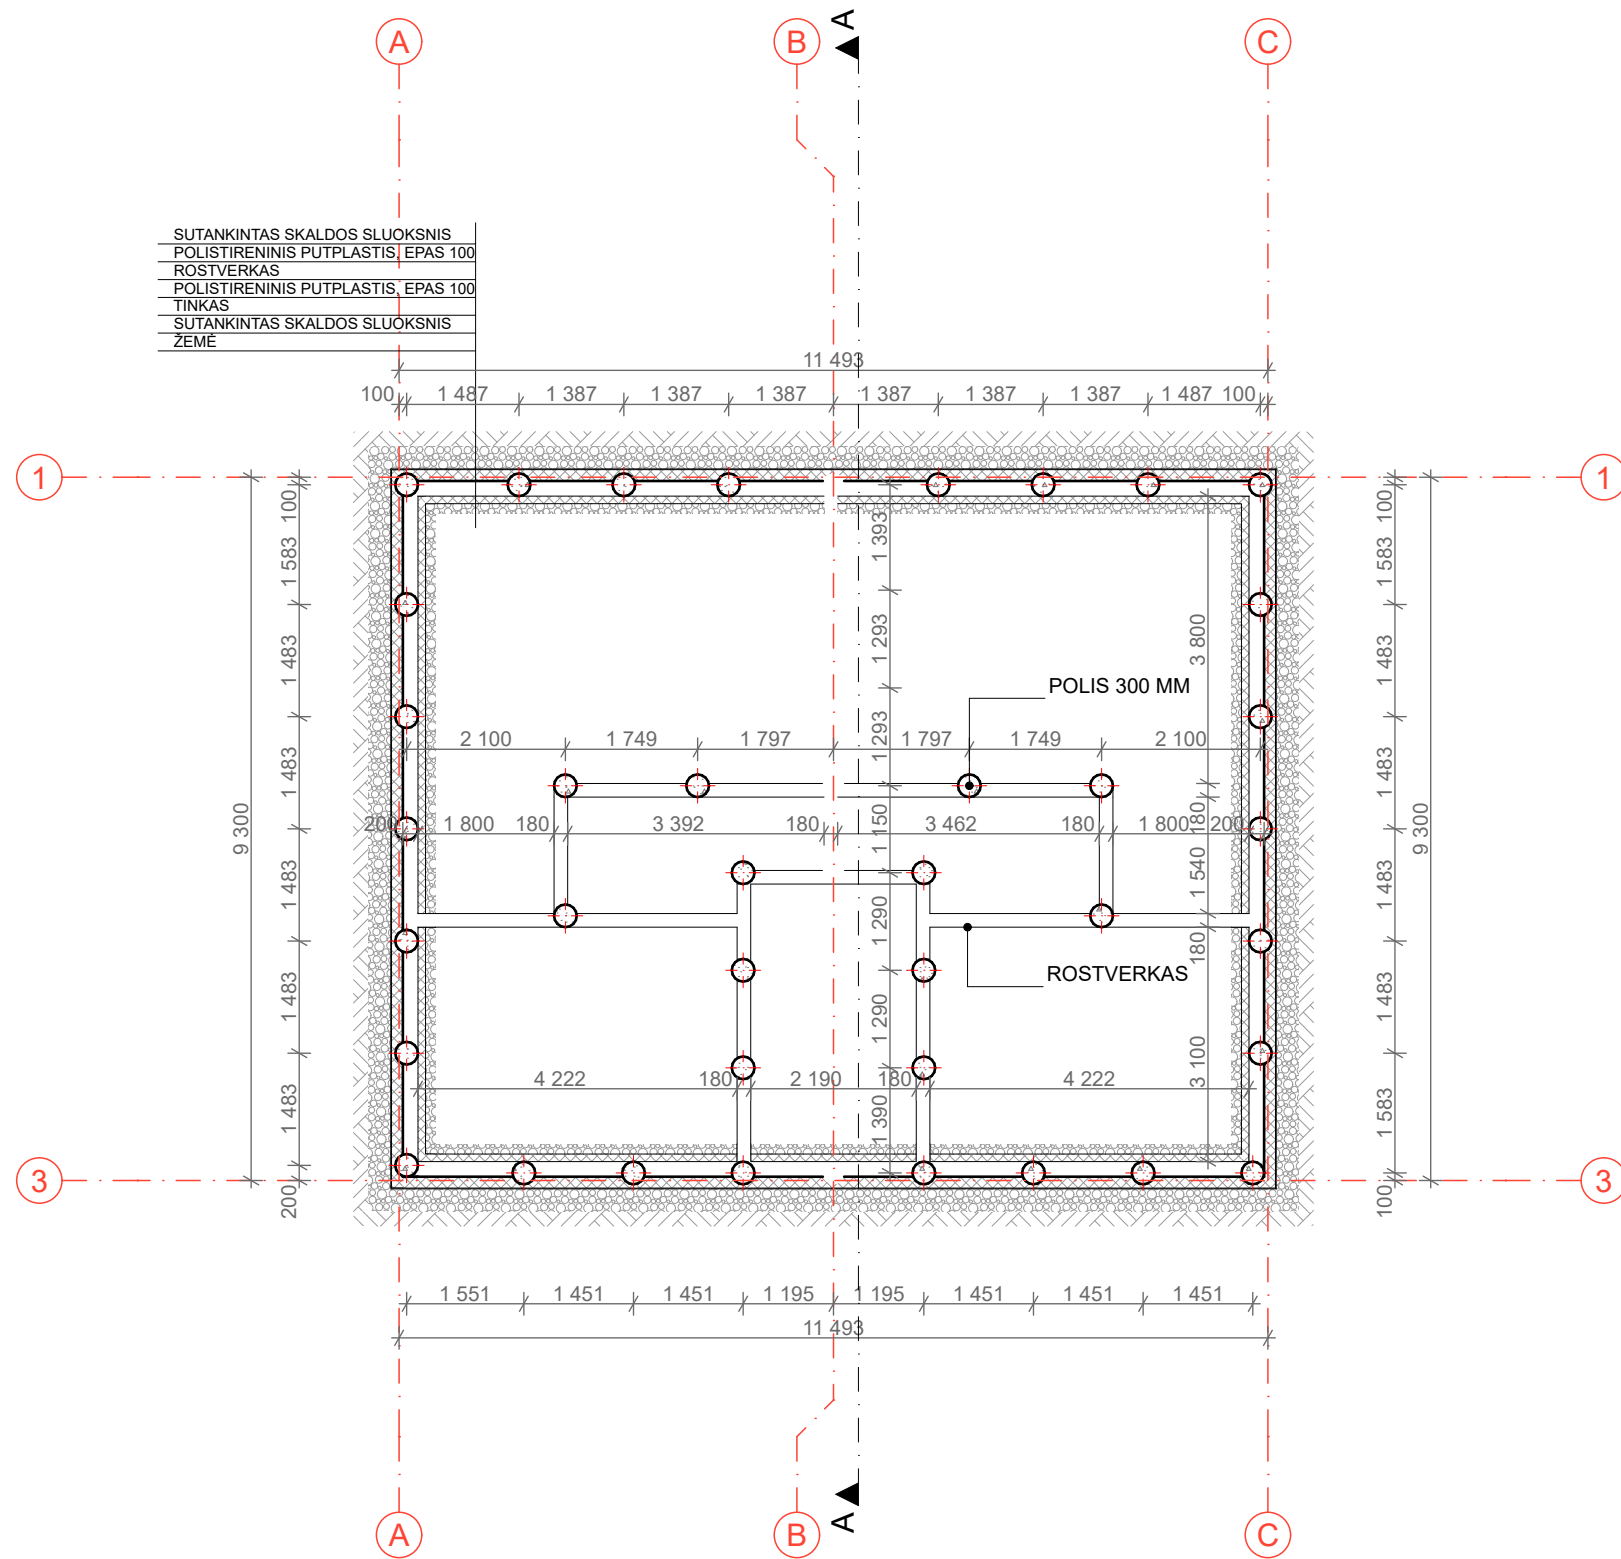 A
B
A
C
SUTANKINTAS SKALDOS SLUOKSNIS
POLISTIRENINIS PUTPLASTIS, EPAS 100
ROSTVERKAS
POLISTIRENINIS PUTPLASTIS, EPAS 100
TINKAS
SUTANKINTAS SKALDOS SLUOKSNIS
ŽEMĖ
11 493
100 1 487 1 387 1 387 1 387 1 387 1 387 1 387 1 487 100
1
1
100
1 583
1 483
1 483
1 483
1 483
1 483
200
9 300
1 393
1 293
1 293
1 150
1 290
1 290
1 390
3 800
180
1 540
180
3 100
100
1 583
1 483
1 483
1 483
1 483
1 583
100
9 300
POLIS 300 MM
2 100 1 749 1 797 1 797 1 749 2 100
200 1 800 180 3 392 180 3 462 180 1 800 200
ROSTVERKAS
4 222 180 2 190 180 4 222
3
3
1 551 1 451 1 451 1 195 1 195 1 451 1 451 1 451
11 493
A
B
A
C